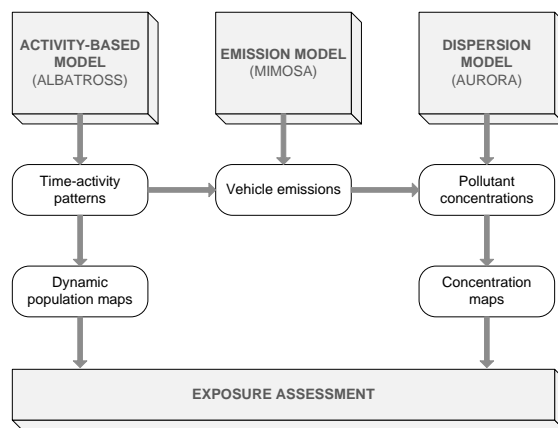 ACTIVITY-BASED
MODEL
(ALBATROSS)
EMISSION MODEL
(MIMOSA)
DISPERSION
MODEL
(AURORA)
Time-activity
patterns
Vehicle emissions
Pollutant
concentrations
Dynamic
population maps
Concentration
maps
EXPOSURE ASSESSMENT